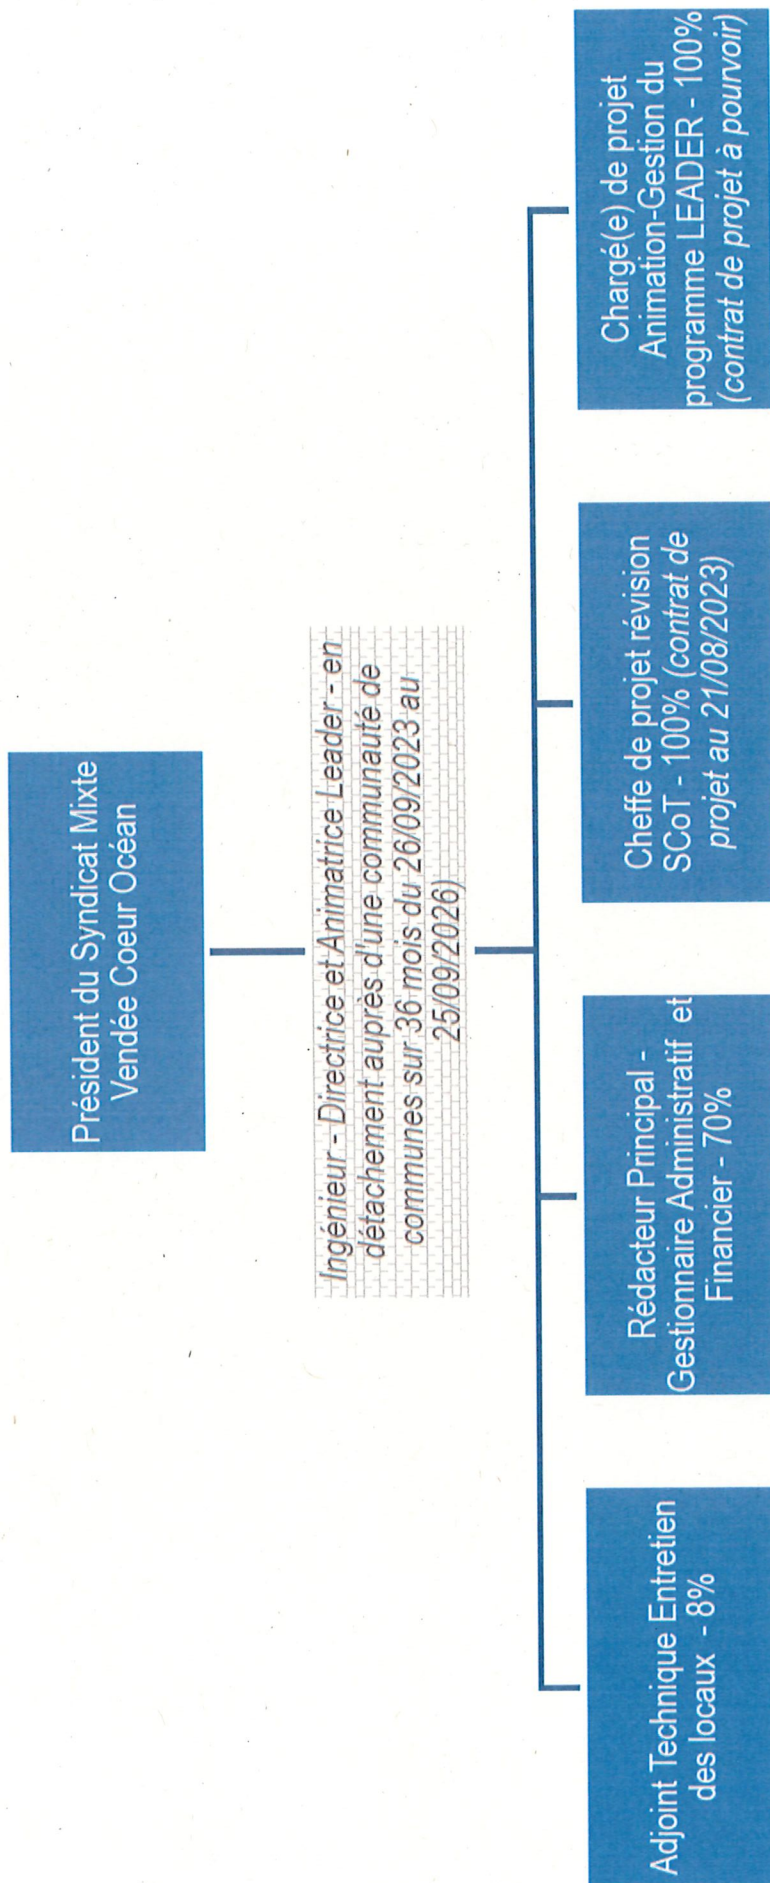 Président du Syndicat Mixte
Vendée Coeur Océan
Ingénieur - Directrice et Animatrice Leader - en
détachement auprès d'une communauté de
communes sur 36 mois du 26/09/2023 au
25/09/2026)
Adjoint Technique Entretien
des locaux - 8%
Rédacteur Principal -
Gestionnaire Administratif et
Financier - 70%
Cheffe de projet révision
SCoT - 100% (contrat de
projet au 21/08/2023)
Chargé(e) de projet
Animation-Gestion du
programme LEADER - 100%
(contrat de projet à pourvoir)